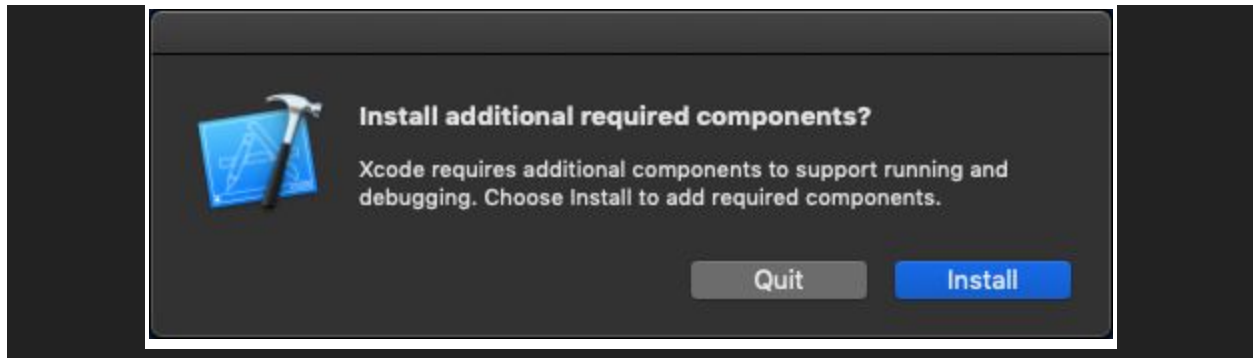 Install additional required components?
Xcode requires additional components to support running and
debugging. Choose Install to add required components.
Quit
Install